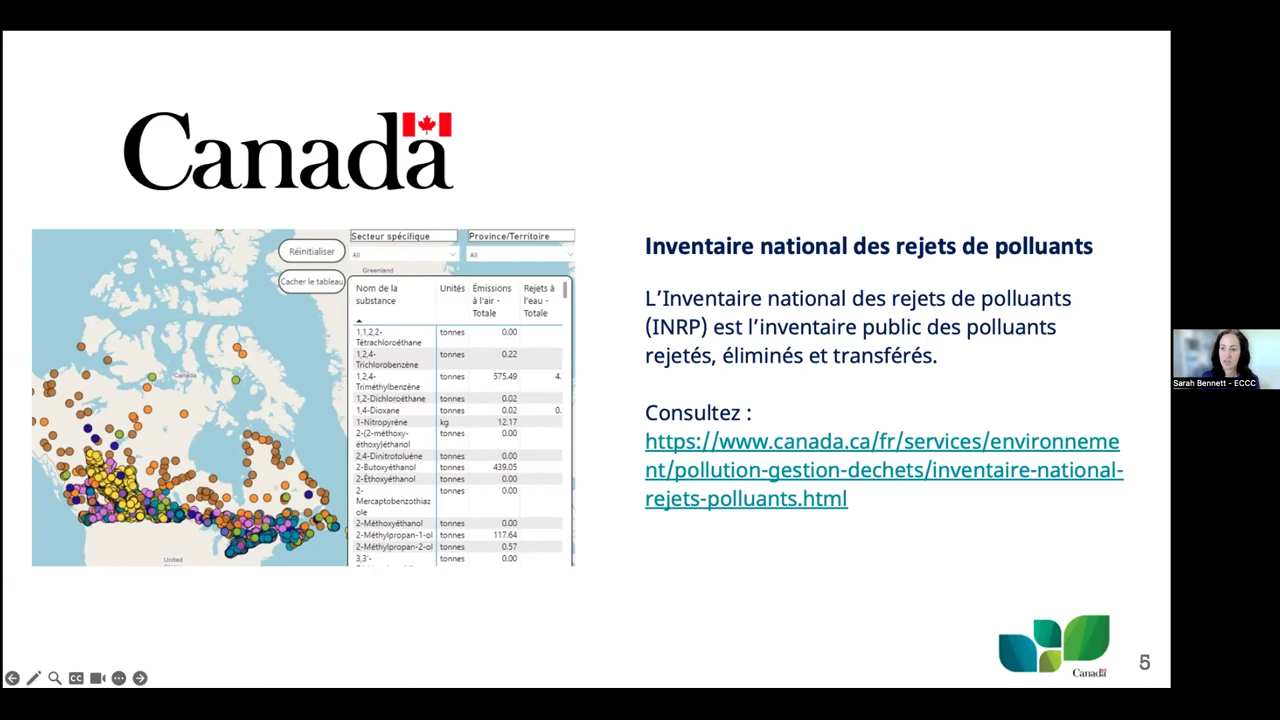 Canada
Réinitialiser
Cacher le tableau
Secteur spécifique
Province/Territoire
All
All
Greenland
Canada
United
Nom de la substance Unités Émissions à l'air - Totale Rejets à l'eau - Totale
1,1,2,2-Tétrachloroéthane tonnes 0.00
1,2,4-Trichlorobenzène tonnes 0.22
1,2,4-Triméthylbenzène tonnes 575.49 4.
1,2-Dichloroéthane tonnes 0.02
1,4-Dioxane tonnes 0.02 0.
1-Nitropyrène kg 12.17
2-(2-méthoxy-éthoxy)éthanol tonnes 0.00
2,4-Dinitrotoluène tonnes 0.00
2-Butoxyéthanol tonnes 439.05
2-Éthoxyéthanol tonnes 0.00
2-Mercaptobenzothiazole tonnes 0.00
2-Méthoxyéthanol tonnes 0.00
2-Méthylpropan-1-ol tonnes 117.64
2-Méthylpropan-2-ol tonnes 0.57
3,3'- tonnes 0.00
Inventaire national des rejets de polluants
L'Inventaire national des rejets de polluants
(INRP) est l'inventaire public des polluants
rejetés, éliminés et transférés.
Consultez :
https://www.canada.ca/fr/services/environneme
nt/pollution-gestion-dechets/inventaire-national-
rejets-polluants.html
Sarah Bennett - ECCC
Canada
5
CC